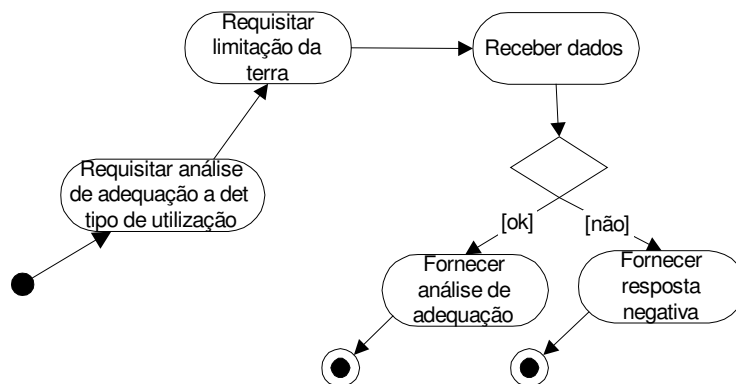 Requisitar
limitação da
terra
Receber dados
Requisitar análise
de adequação a det
tipo de utilização
[ok]
[não]
Fornecer
análise de
adequação
Fornecer
resposta
negativa